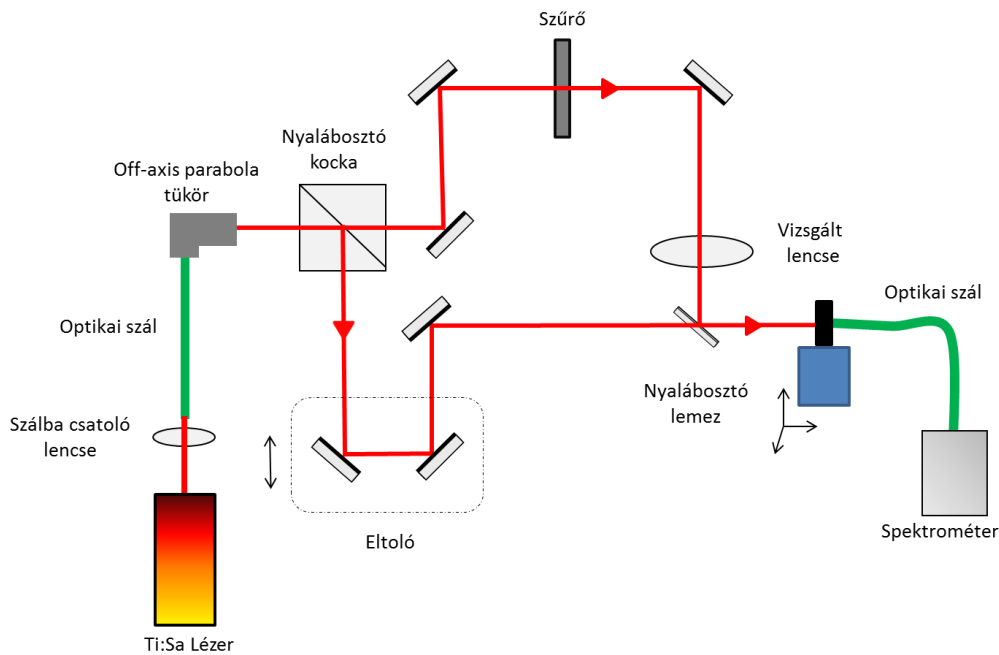 Szűrő
Nyalábosztó
kocka
Off-axis parabola
tükör
Vizsgált
lencse
Optikai szál
Optikai szál
Nyalábosztó
lemez
Szálba csatoló
lencse
Eltoló
Spektrométer
Ti:Sa Lézer